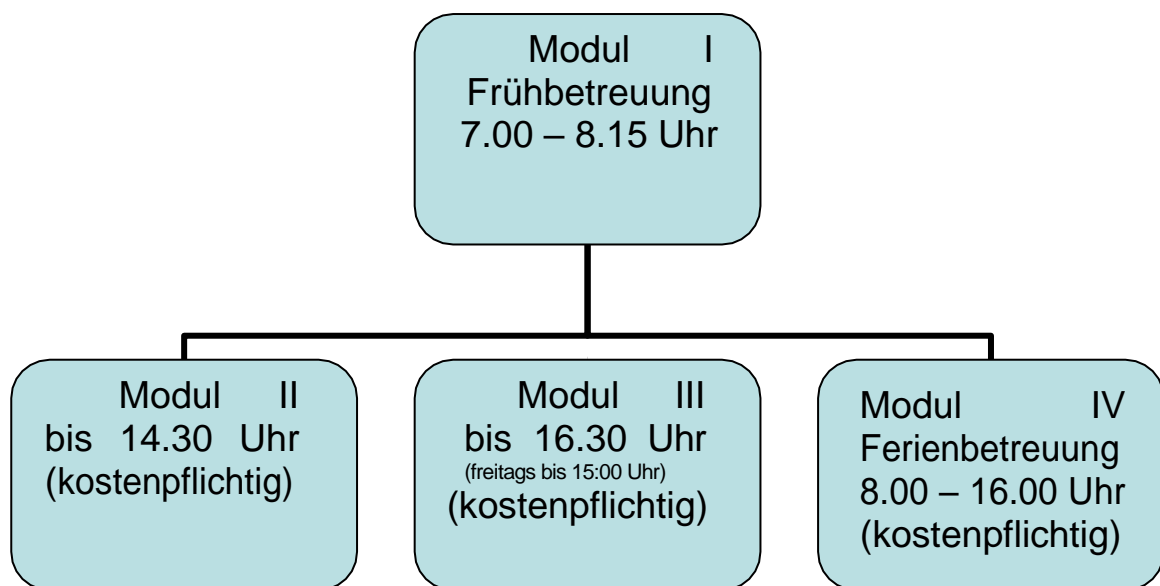 Modul I
Frühbetreuung
7.00 – 8.15 Uhr
Modul II
bis 14.30 Uhr
(kostenpflichtig)
Modul III
bis 16.30 Uhr
(freitags bis 15:00 Uhr)
(kostenpflichtig)
Modul IV
Ferienbetreuung
8.00 – 16.00 Uhr
(kostenpflichtig)